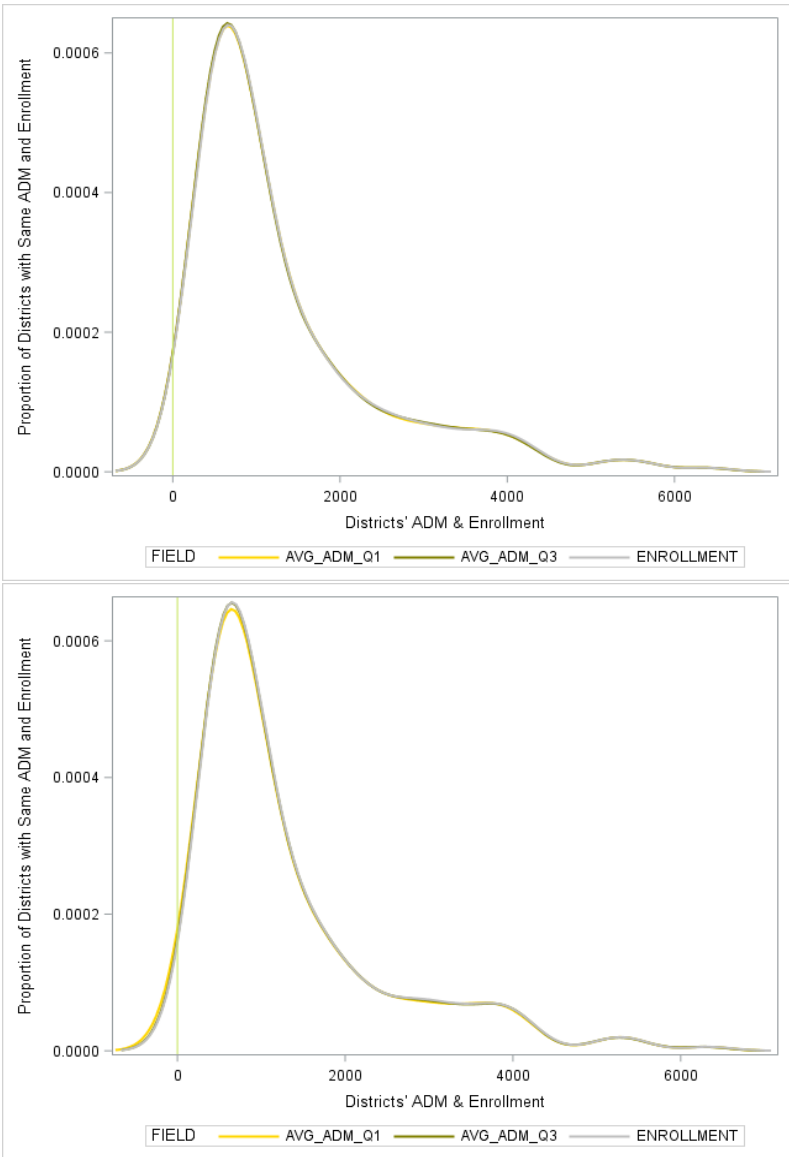 Proportion of Districts with Same ADM and Enrollment
0.0006
0.0004
0.0002
0.0000
0 2000 4000 6000
Districts' ADM & Enrollment
FIELD AVG_ADM_Q1 AVG_ADM_Q3 ENROLLMENT
Proportion of Districts with Same ADM and Enrollment
0.0006
0.0004
0.0002
0.0000
0 2000 4000 6000
Districts' ADM & Enrollment
FIELD AVG_ADM_Q1 AVG_ADM_Q3 ENROLLMENT